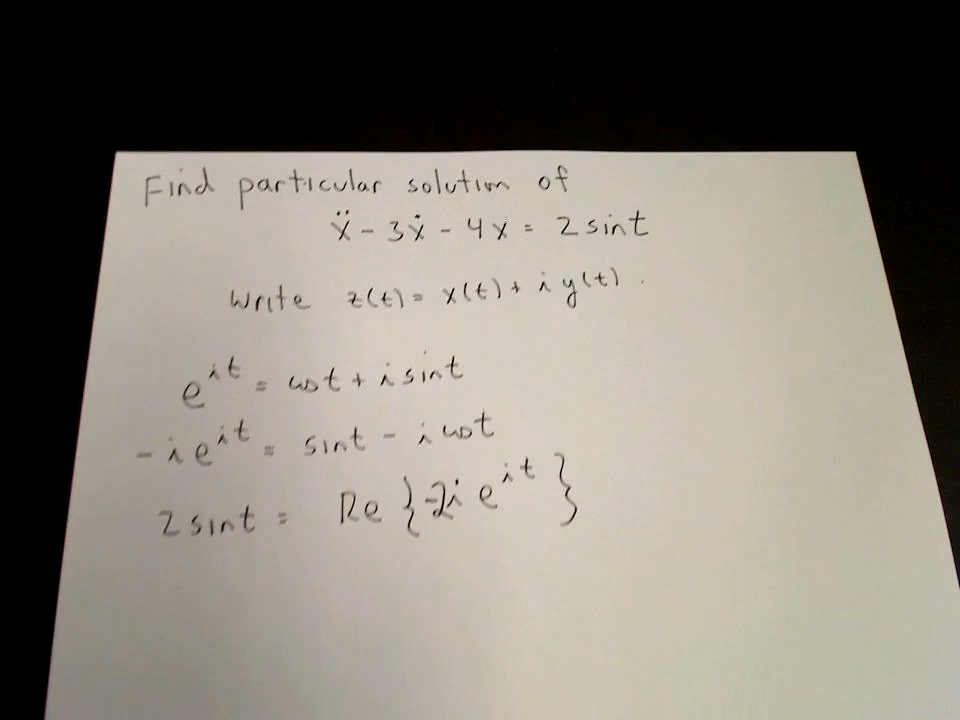 Find particular solution of
ẍ - 3ẋ - 4x = 2 sint
Write z(t) = x(t) + i y(t).
e^{it} = cost + i sint
-i e^{it} = sint - i cost
2 sint = Re {-2i e^{it}}